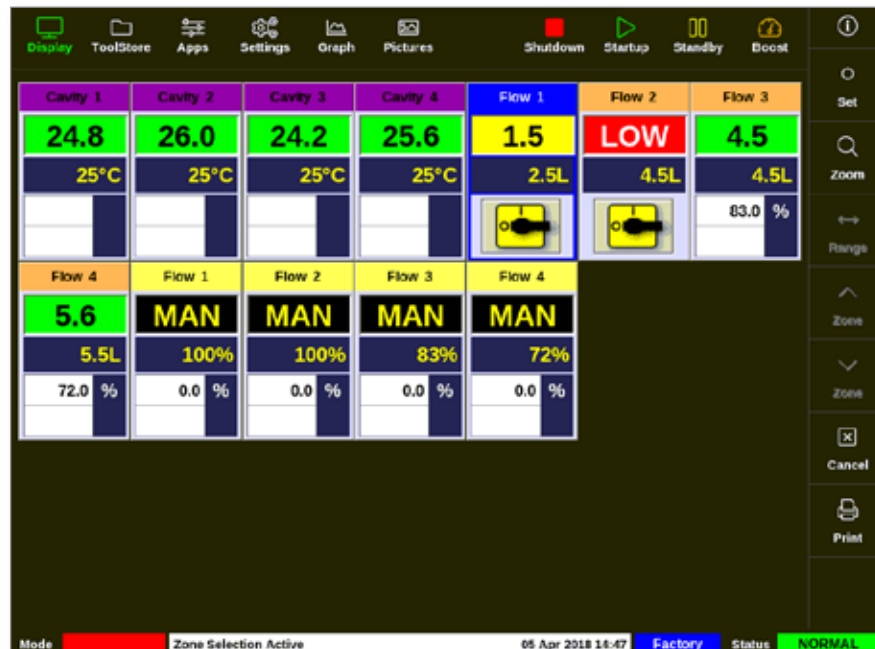 Display ToolStore Apps Settings Graph Pictures Shutdown Startup Standby Boost
Set
Zoom
Range
Zone
Zone
Cancel
Print
Cavity 1 Cavity 2 Cavity 3 Cavity 4 Flow 1 Flow 2 Flow 3
24.8 26.0 24.2 25.6 1.5 LOW 4.5
25°C 25°C 25°C 25°C 2.5L 4.5L 4.5L
83.0 %
Flow 4 Flow 1 Flow 2 Flow 3 Flow 4
5.6 MAN MAN MAN MAN
5.5L 100% 100% 83% 72%
72.0 % 0.0 % 0.0 % 0.0 % 0.0 %
Mode Zone Selection Active 05 Apr 2018 14:47 Factory Status NORMAL